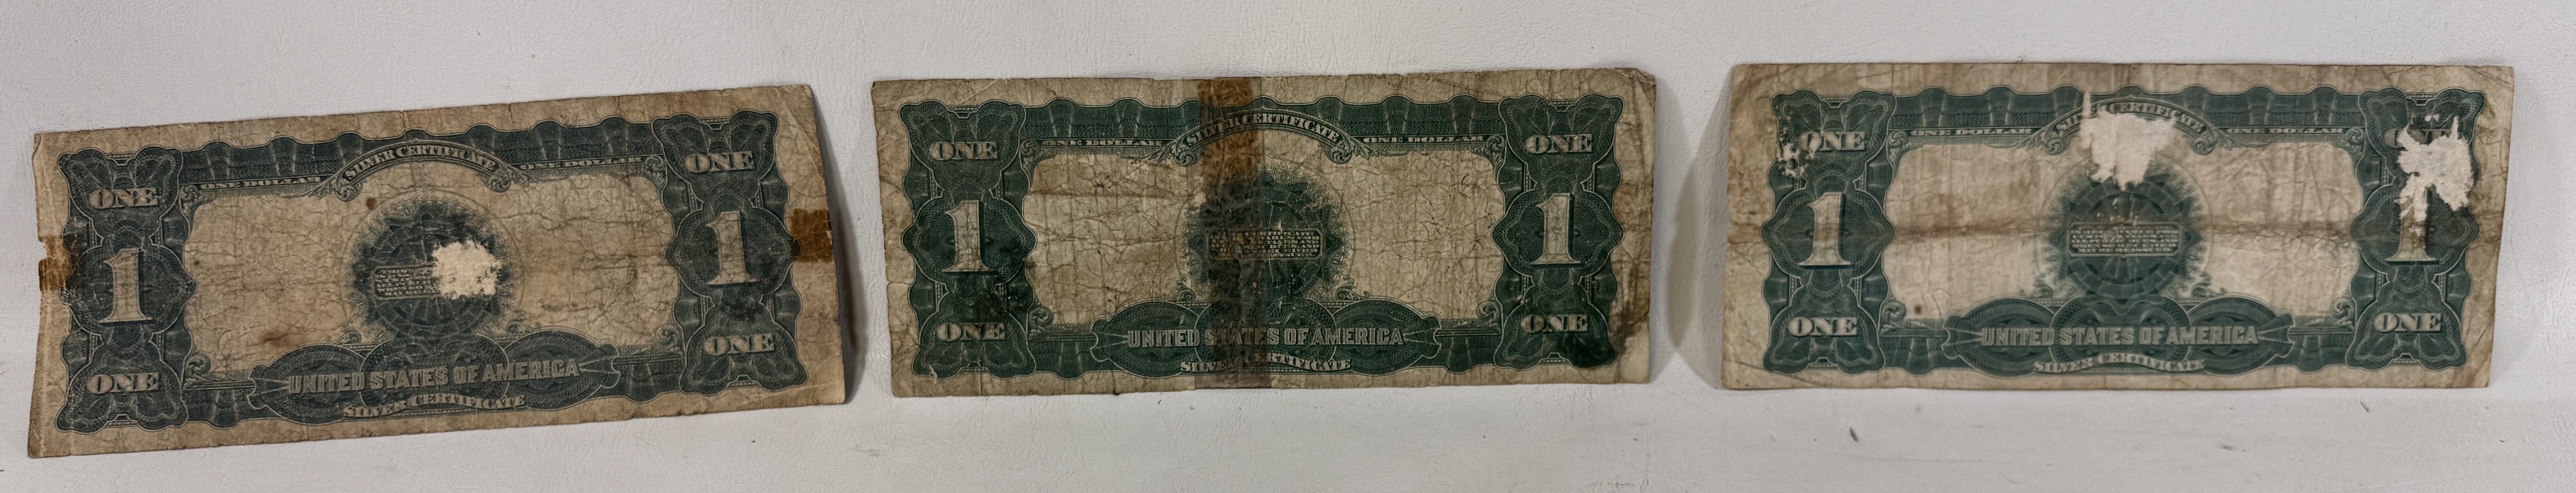 SILVER CERTIFICATE
ONE DOLLAR ONE DOLLAR
ONE ONE
1 1
ONE ONE
UNITED STATES OF AMERICA
SILVER CERTIFICATE
SILVER CERTIFICATE
ONE DOLLAR ONE DOLLAR
ONE ONE
1 1
ONE ONE
UNITED STATES OF AMERICA
SILVER CERTIFICATE
CERTIFICATE
ONE DOLLAR ONE DOLLAR
ONE
1 1
ONE ONE
UNITED STATES OF AMERICA
SILVER CERTIFICATE